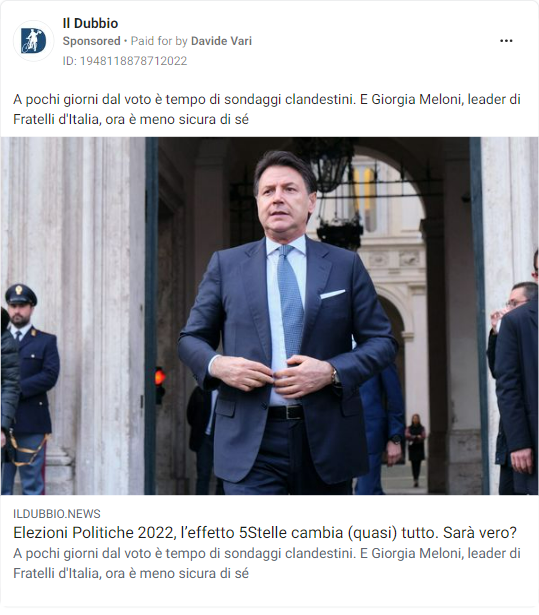 Il Dubbio
Sponsored • Paid for by Davide Vari
ID: 1948118878712022
A pochi giorni dal voto è tempo di sondaggi clandestini. E Giorgia Meloni, leader di
Fratelli d'Italia, ora è meno sicura di sé
ILDUBBIO.NEWS
Elezioni Politiche 2022, l’effetto 5Stelle cambia (quasi) tutto. Sarà vero?
A pochi giorni dal voto è tempo di sondaggi clandestini. E Giorgia Meloni, leader di
Fratelli d'Italia, ora è meno sicura di sé